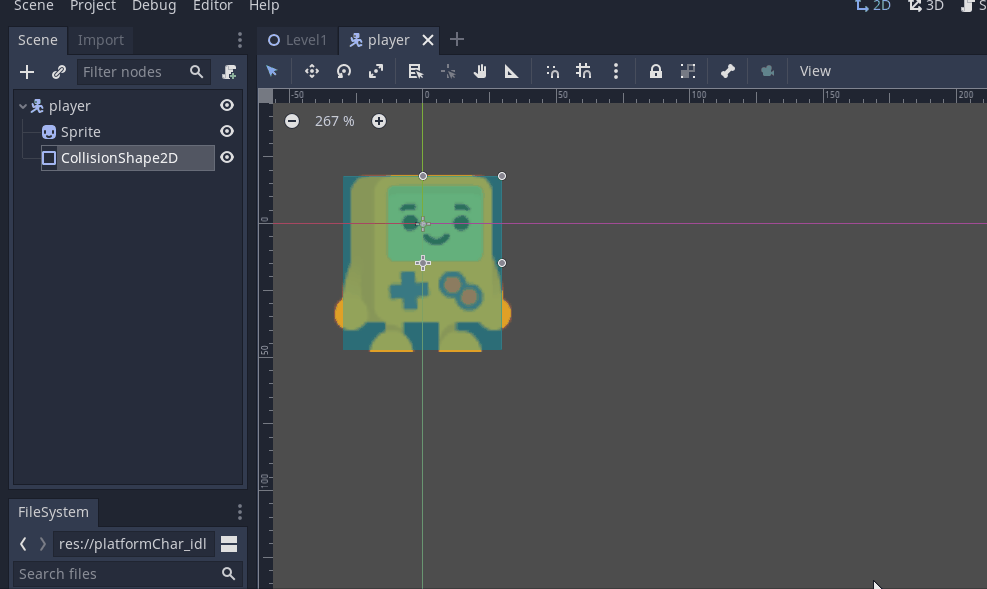 Scene Project Debug Editor Help
2D 3D S
Scene Import
Level1 player
Filter nodes
View
-50 0 50 100 150 200
player
267 %
Sprite
CollisionShape2D
0
50
100
FileSystem
res://platformChar_idl
Search files